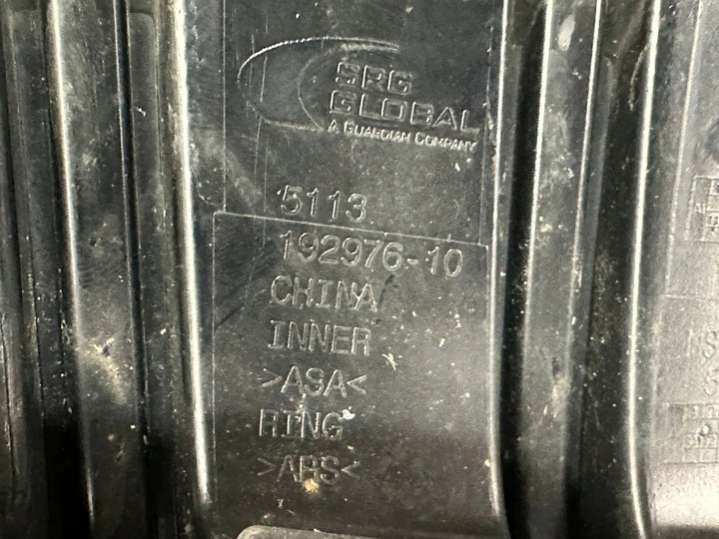 SRG
GLOBAL
A GUARDIAN COMPANY
5113
192976-10
CHINA
INNER
>ASA<
RING
>ABS<